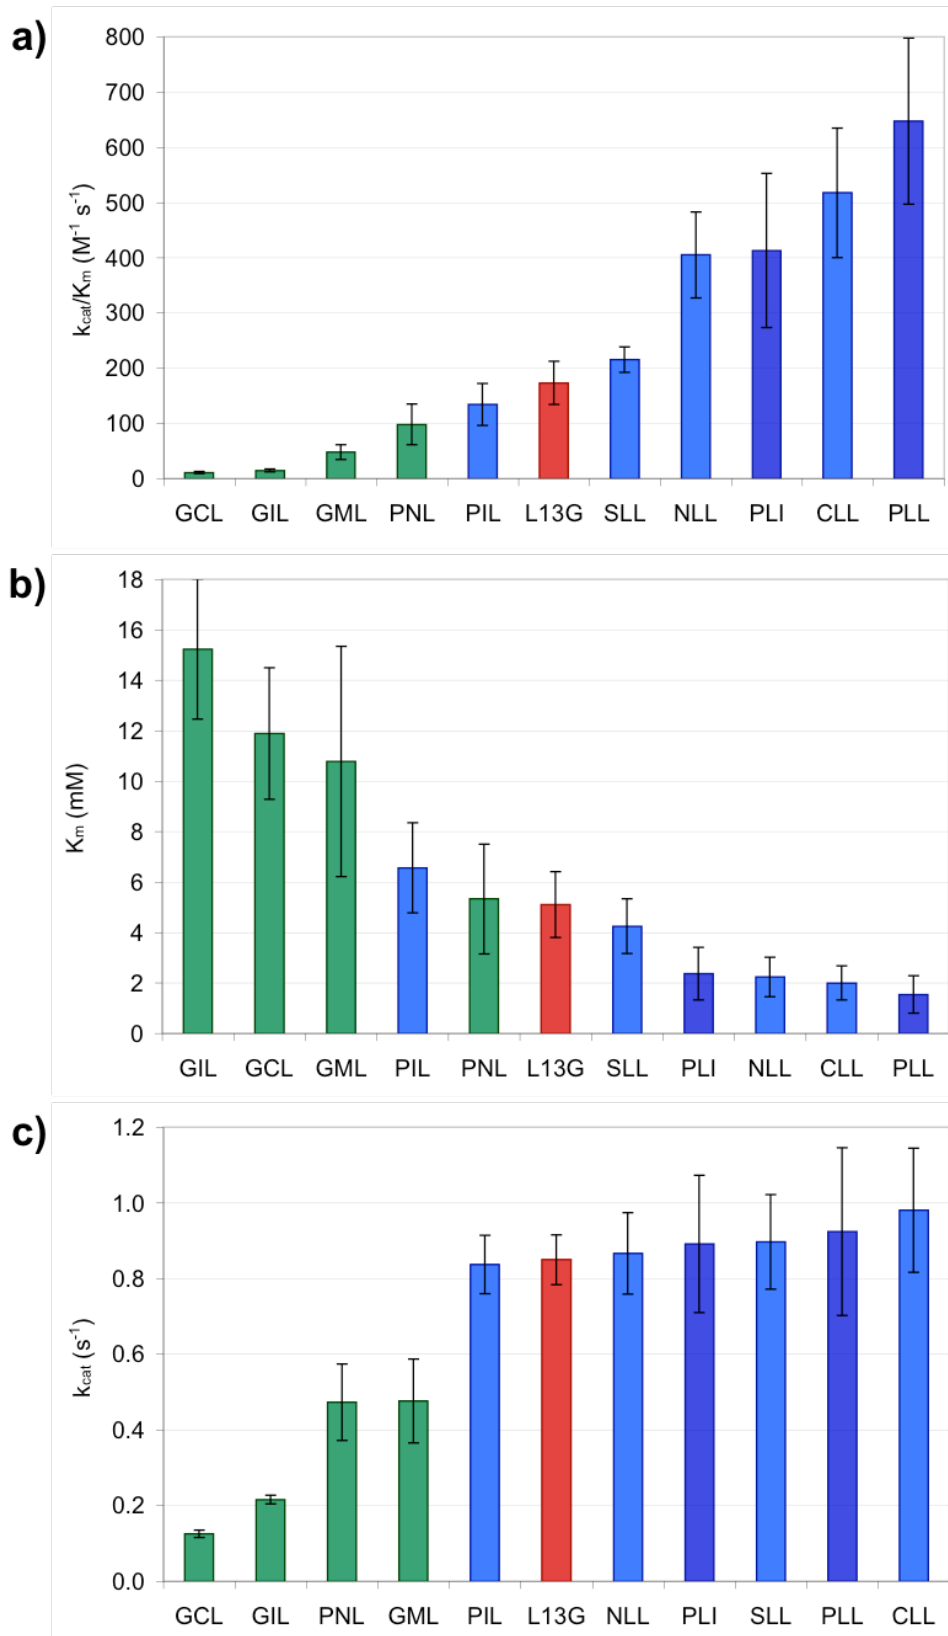 a)
800
700
600
500
400
300
200
100
0
kcat/Km (M-1 s-1)
GCL GIL GML PNL PIL L13G SLL NLL PLI CLL PLL
b)
18
16
14
12
10
8
6
4
2
0
Km (mM)
GIL GCL GML PIL PNL L13G SLL PLI NLL CLL PLL
c)
1.2
1.0
0.8
0.6
0.4
0.2
0.0
kcat (s-1)
GCL GIL PNL GML PIL L13G NLL PLI SLL PLL CLL